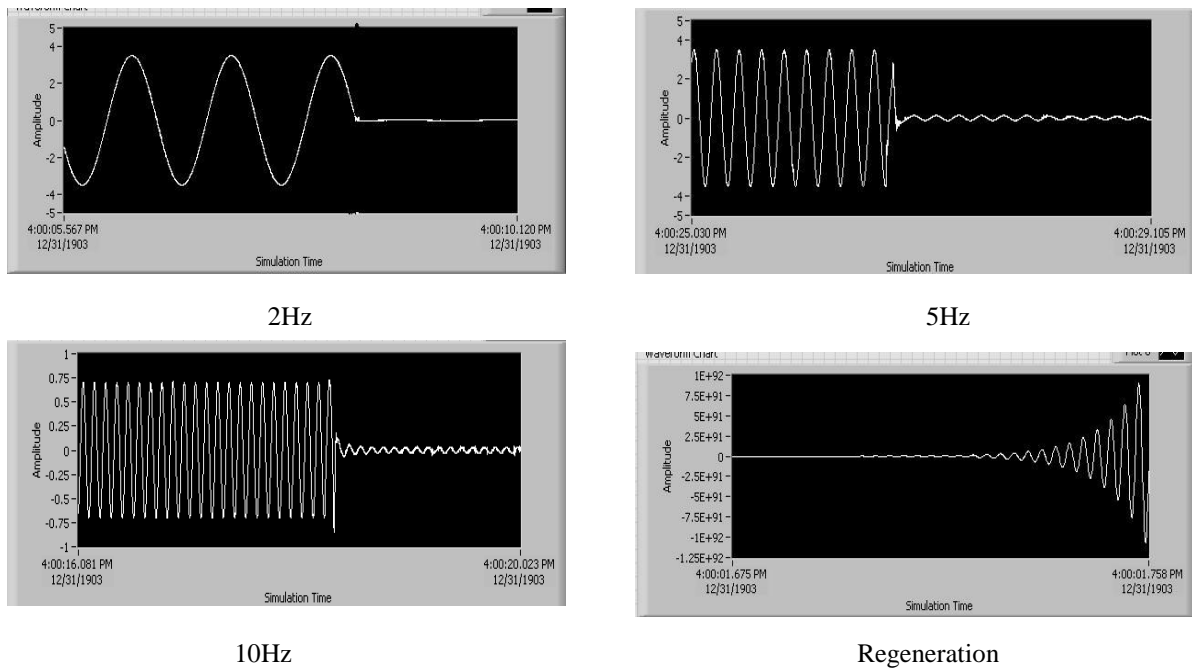 Waveform Chart
5
4
2
0
-2
-4
-5
Amplitude
4:00:05.567 PM
12/31/1903
4:00:10.120 PM
12/31/1903
Simulation Time
2Hz
5
4
2
0
-2
-4
-5
Amplitude
4:00:25.030 PM
12/31/1903
4:00:29.105 PM
12/31/1903
Simulation Time
5Hz
1
0.75
0.5
0.25
0
-0.25
-0.5
-0.75
-1
Amplitude
4:00:16.081 PM
12/31/1903
4:00:20.023 PM
12/31/1903
Simulation Time
10Hz
Waveform Chart
1E+92
7.5E+91
5E+91
2.5E+91
0
-2.5E+91
-5E+91
-7.5E+91
-1E+92
-1.25E+92
Amplitude
4:00:01.675 PM
12/31/1903
4:00:01.758 PM
12/31/1903
Simulation Time
Regeneration